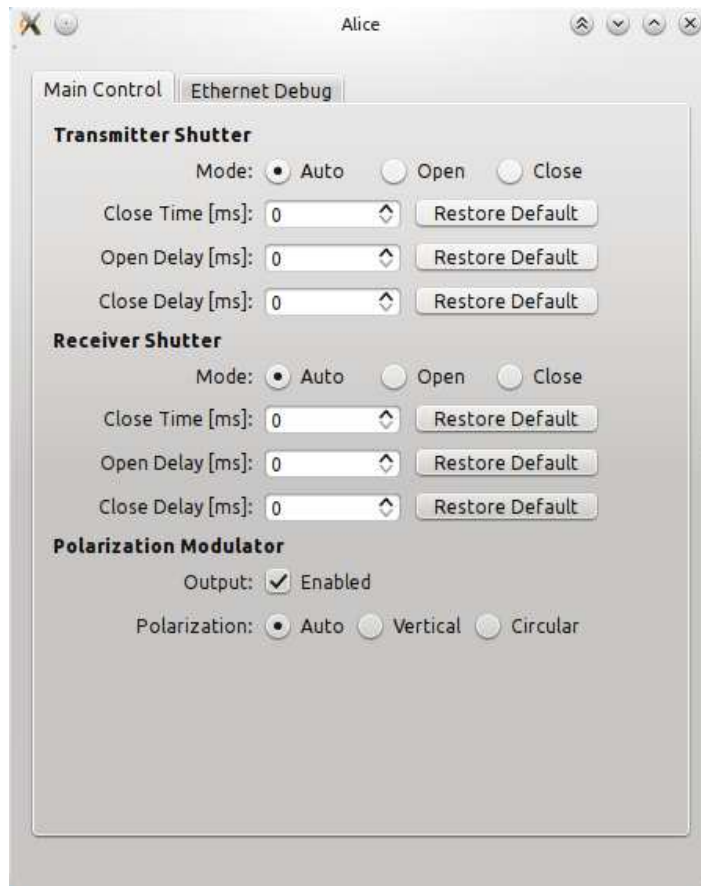 Alice
Main Control Ethernet Debug
Transmitter Shutter
Mode: Auto Open Close
Close Time [ms]: 0 Restore Default
Open Delay [ms]: 0 Restore Default
Close Delay [ms]: 0 Restore Default
Receiver Shutter
Mode: Auto Open Close
Close Time [ms]: 0 Restore Default
Open Delay [ms]: 0 Restore Default
Close Delay [ms]: 0 Restore Default
Polarization Modulator
Output: Enabled
Polarization: Auto Vertical Circular